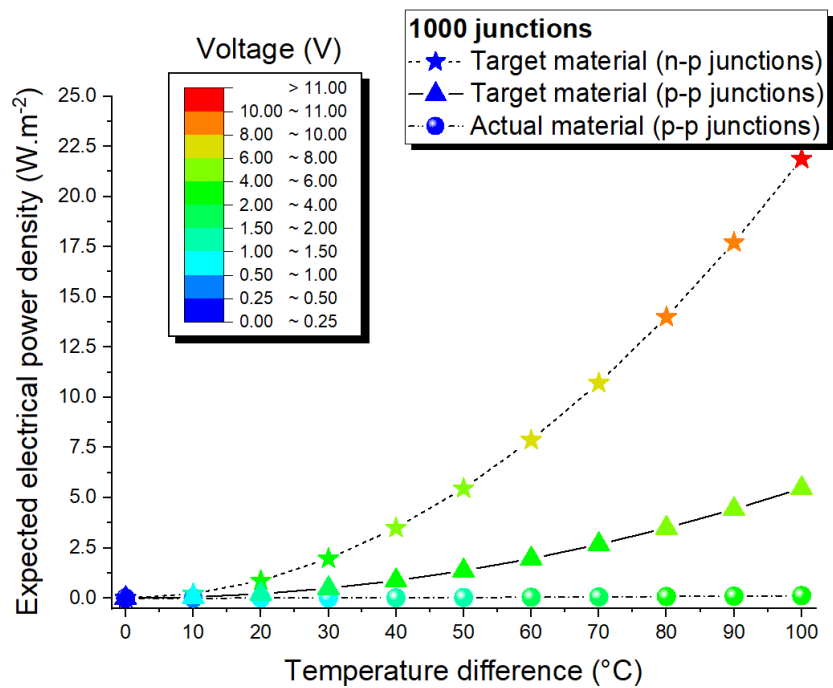 1000 junctions
Target material (n-p junctions)
Target material (p-p junctions)
Actual material (p-p junctions)
Voltage (V)
> 11.00
10.00 ~ 11.00
8.00 ~ 10.00
6.00 ~ 8.00
4.00 ~ 6.00
2.00 ~ 4.00
1.50 ~ 2.00
1.00 ~ 1.50
0.50 ~ 1.00
0.25 ~ 0.50
0.00 ~ 0.25
Expected electrical power density (W.m⁻²)
25.0
22.5
20.0
17.5
15.0
12.5
10.0
7.5
5.0
2.5
0.0
0 10 20 30 40 50 60 70 80 90 100
Temperature difference (°C)